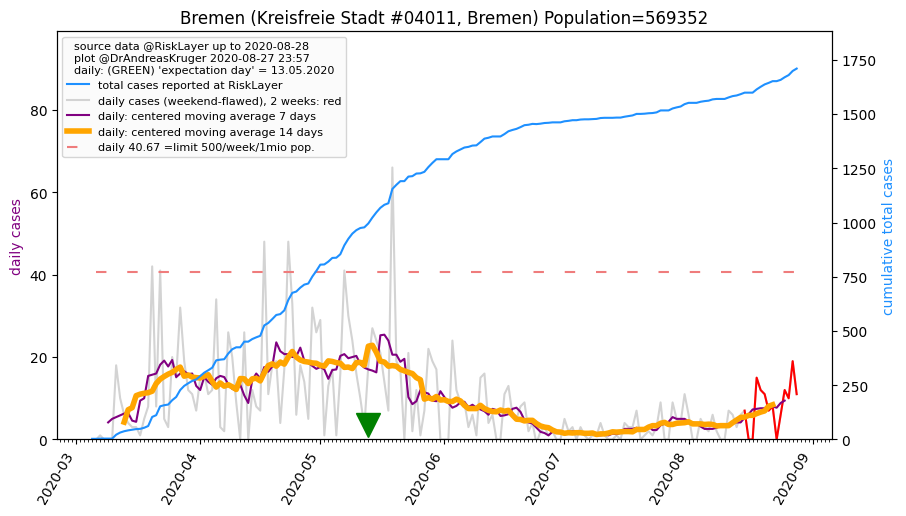 Bremen (Kreisfreie Stadt #04011, Bremen) Population=569352
source data @RiskLayer up to 2020-08-28
plot @DrAndreasKruger 2020-08-27 23:57
daily: (GREEN) 'expectation day' = 13.05.2020
total cases reported at RiskLayer
daily cases (weekend-flawed), 2 weeks: red
daily: centered moving average 7 days
daily: centered moving average 14 days
daily 40.67 =limit 500/week/1mio pop.
daily cases
80
60
40
20
0
cumulative total cases
1750
1500
1250
1000
750
500
250
0
2020-03
2020-04
2020-05
2020-06
2020-07
2020-08
2020-09